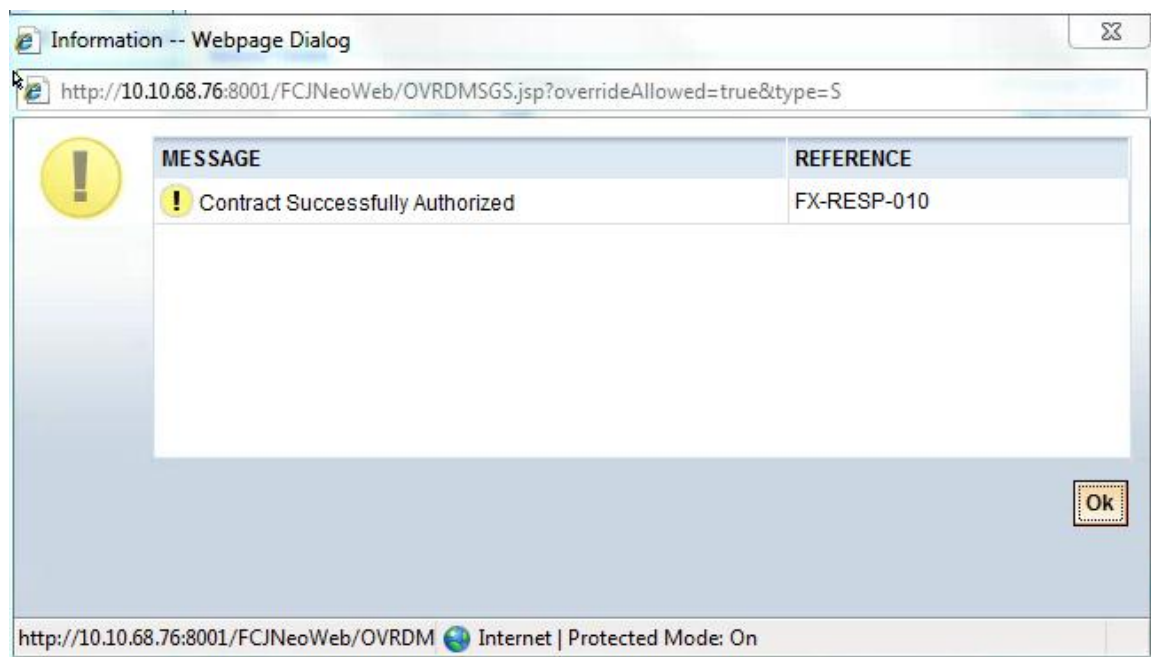 Information -- Webpage Dialog
http://10.10.68.76:8001/FCJNeoWeb/OVRDMSGS.jsp?overrideAllowed=true&type=S
MESSAGE REFERENCE
Contract Successfully Authorized FX-RESP-010
Ok
http://10.10.68.76:8001/FCJNeoWeb/OVRDM Internet | Protected Mode: On